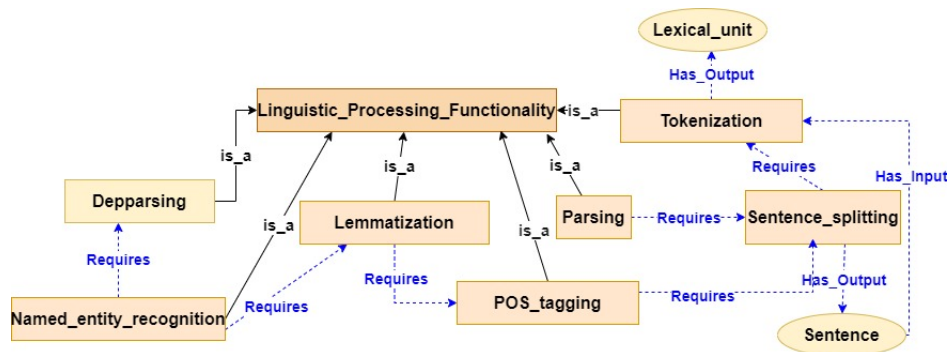 Lexical_unit
Has_Output
Linguistic_Processing_Functionality
is_a
Tokenization
is_a
is_a
is_a
Requires
Has_Input
Depparsing
is_a
Lemmatization
is_a
Parsing
Requires
Sentence_splitting
Requires
Requires
Requires
Has_Output
Named_entity_recognition
POS_tagging
Requires
Sentence